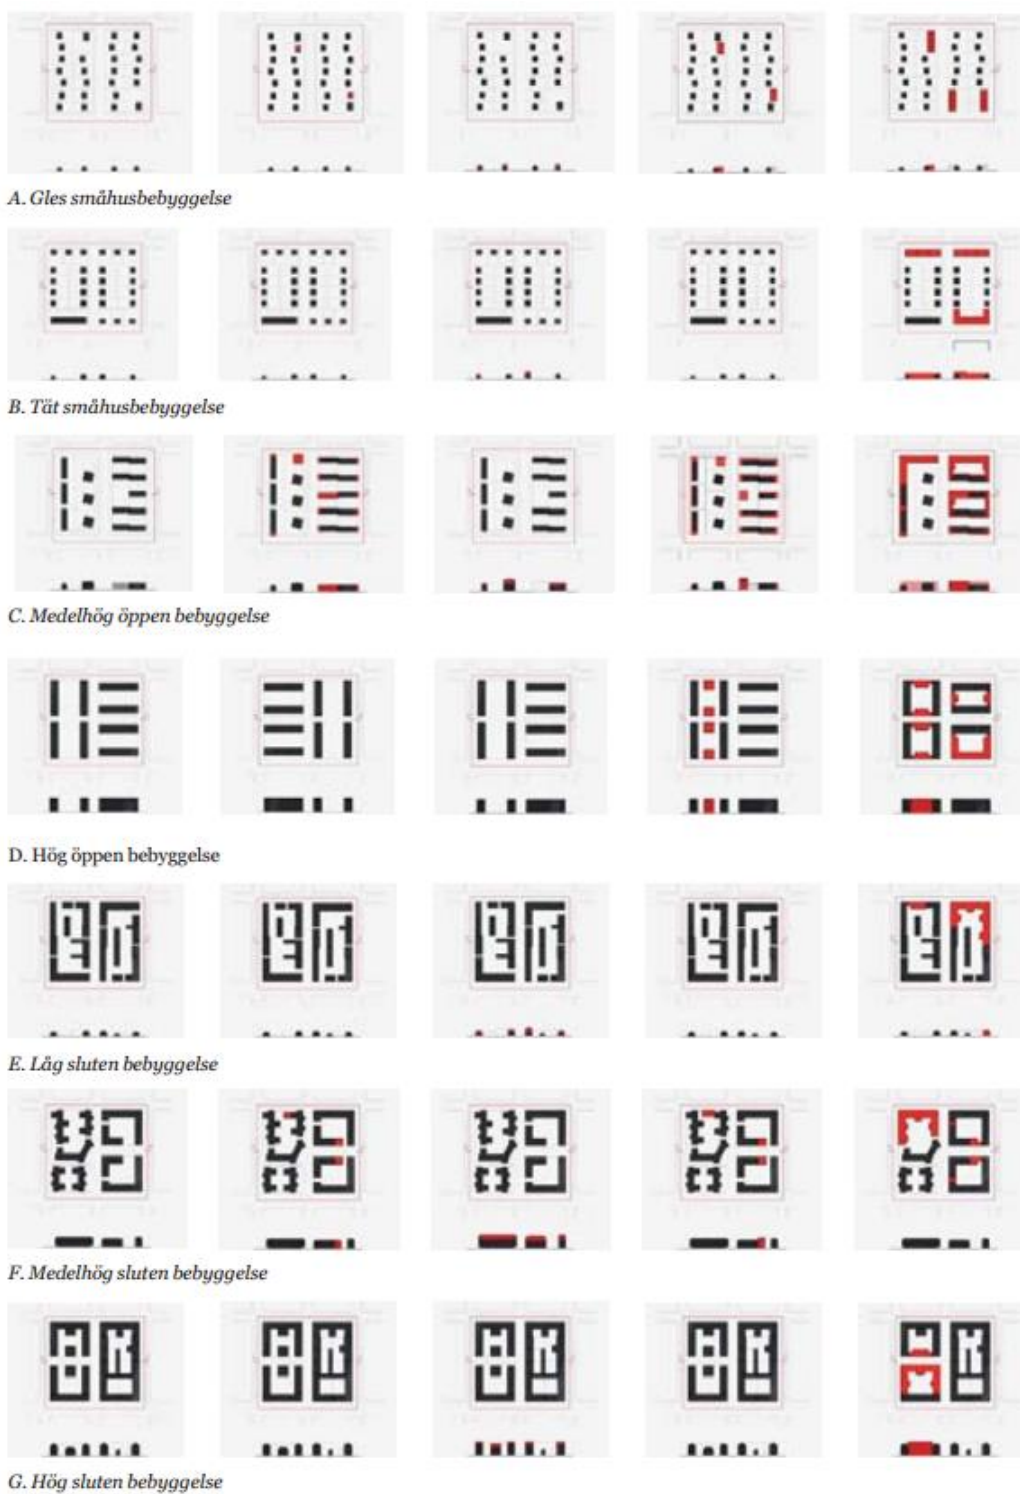 A. Gles småhusbebyggelse
B. Tät småhusbebyggelse
C. Medelhög öppen bebyggelse
D. Hög öppen bebyggelse
E. Låg sluten bebyggelse
F. Medelhög sluten bebyggelse
G. Hög sluten bebyggelse